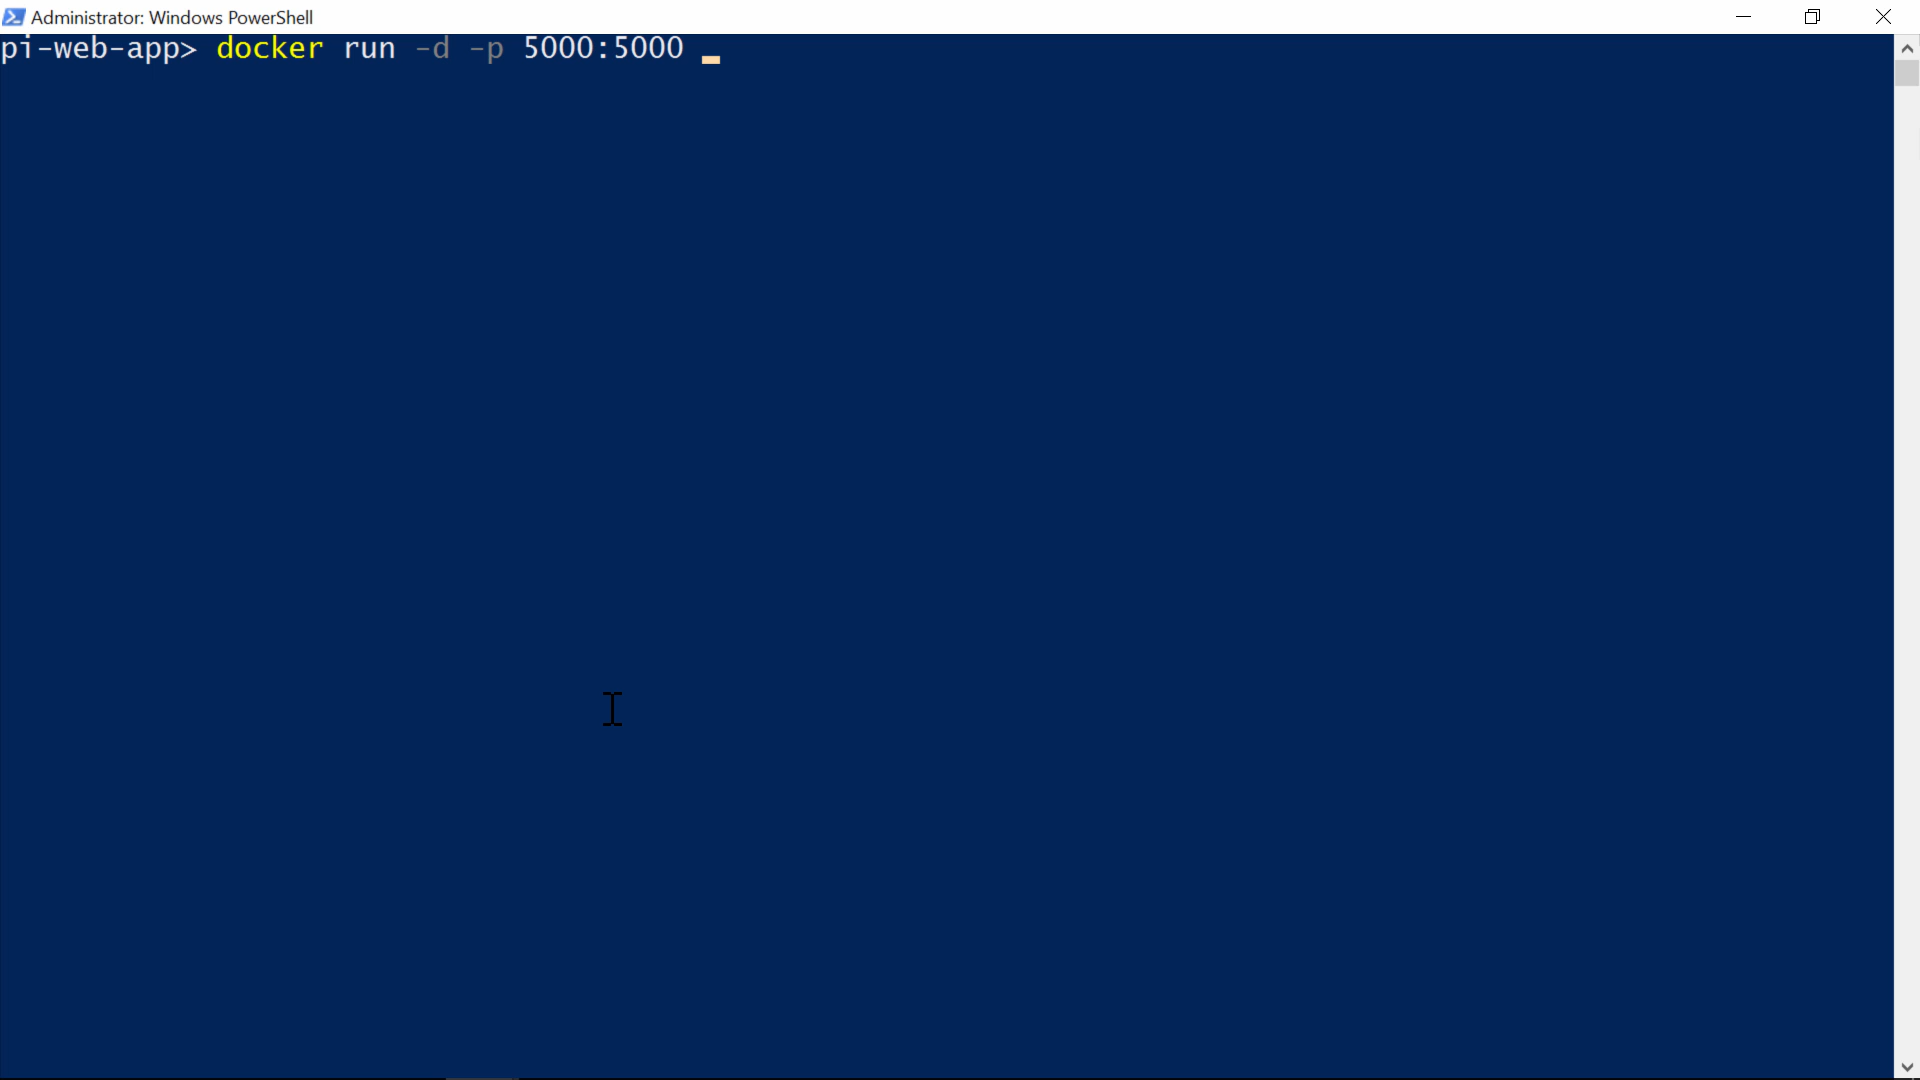 Administrator: Windows PowerShell
pi-web-app> docker run -d -p 5000:5000